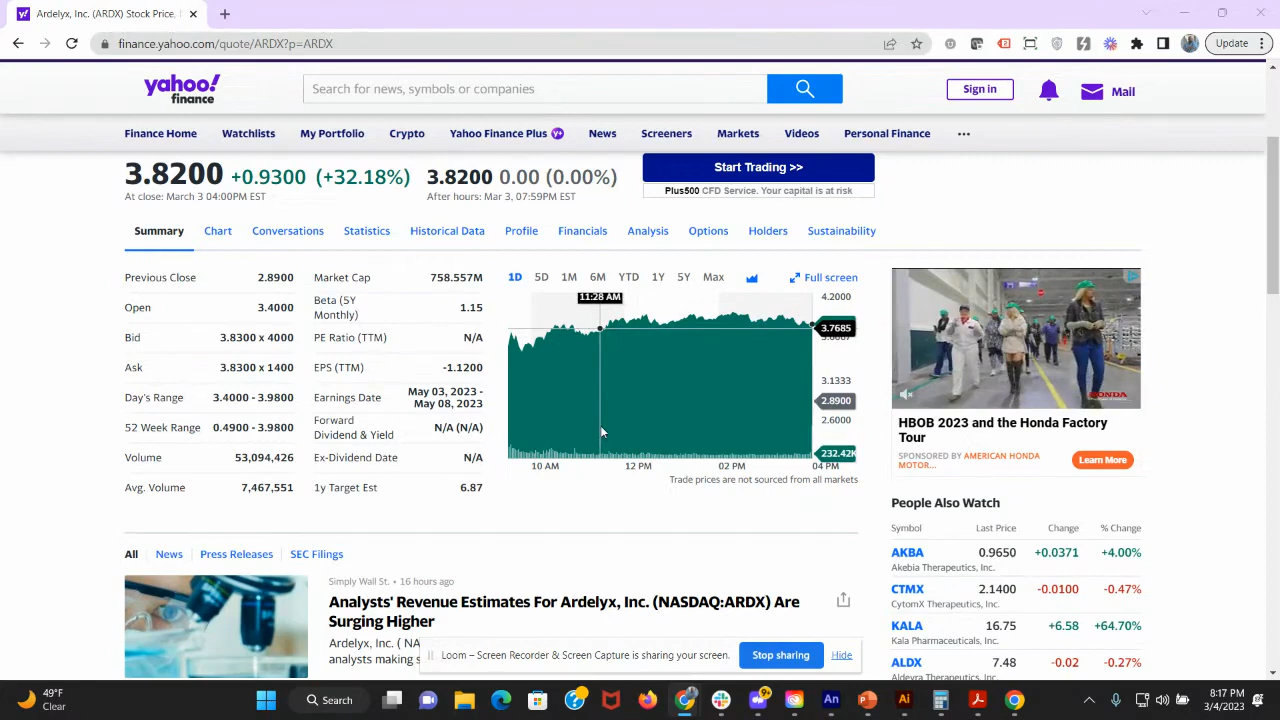 Ardelyx, Inc. (ARDX) Stock Price,
finance.yahoo.com/quote/ARDX?p=ARDX
Update
yahoo!
finance
Search for news, symbols or companies
Sign in
Mail
Finance Home
Watchlists
My Portfolio
Crypto
Yahoo Finance Plus
News
Screeners
Markets
Videos
Personal Finance
3.8200 +0.9300 (+32.18%)
At close: March 3 04:00PM EST
3.8200 0.00 (0.00%)
After hours: Mar 3, 07:59PM EST
Start Trading >>
Plus500 CFD Service. Your capital is at risk
Summary
Chart
Conversations
Statistics
Historical Data
Profile
Financials
Analysis
Options
Holders
Sustainability
Previous Close 2.8900
Open 3.4000
Bid 3.8300 x 4000
Ask 3.8300 x 1400
Day's Range 3.4000 - 3.9800
52 Week Range 0.4900 - 3.9800
Volume 53,094,426
Avg. Volume 7,467,551
Market Cap 758.557M
Beta (5Y
Monthly) 1.15
PE Ratio (TTM) N/A
EPS (TTM) -1.1200
Earnings Date May 03, 2023 -
May 08, 2023
Forward
Dividend & Yield N/A (N/A)
Ex-Dividend Date N/A
1y Target Est 6.87
1D 5D 1M 6M YTD 1Y 5Y Max
Full screen
11:28 AM
4.2000
3.7685
3.1333
2.8900
2.6000
232.42K
10 AM 12 PM 02 PM 04 PM
Trade prices are not sourced from all markets
HONDA
HBOB 2023 and the Honda Factory
Tour
SPONSORED BY AMERICAN HONDA
MOTOR...
Learn More
People Also Watch
Symbol Last Price Change % Change
AKBA 0.9650 +0.0371 +4.00%
Akebia Therapeutics, Inc.
CTMX 2.1400 -0.0100 -0.47%
CytomX Therapeutics, Inc.
KALA 16.75 +6.58 +64.70%
Kala Pharmaceuticals, Inc.
ALDX 7.48 -0.02 -0.27%
Aldeyra Therapeutics, Inc.
All
News
Press Releases
SEC Filings
Simply Wall St. • 16 hours ago
Analysts' Revenue Estimates For Ardelyx, Inc. (NASDAQ:ARDX) Are
Surging Higher
Ardelyx, Inc. ( NA
analysts making s
Loom – Screen Recorder & Screen Capture is sharing your screen.
Stop sharing
Hide
49°F
Clear
Search
8:17 PM
3/4/2023